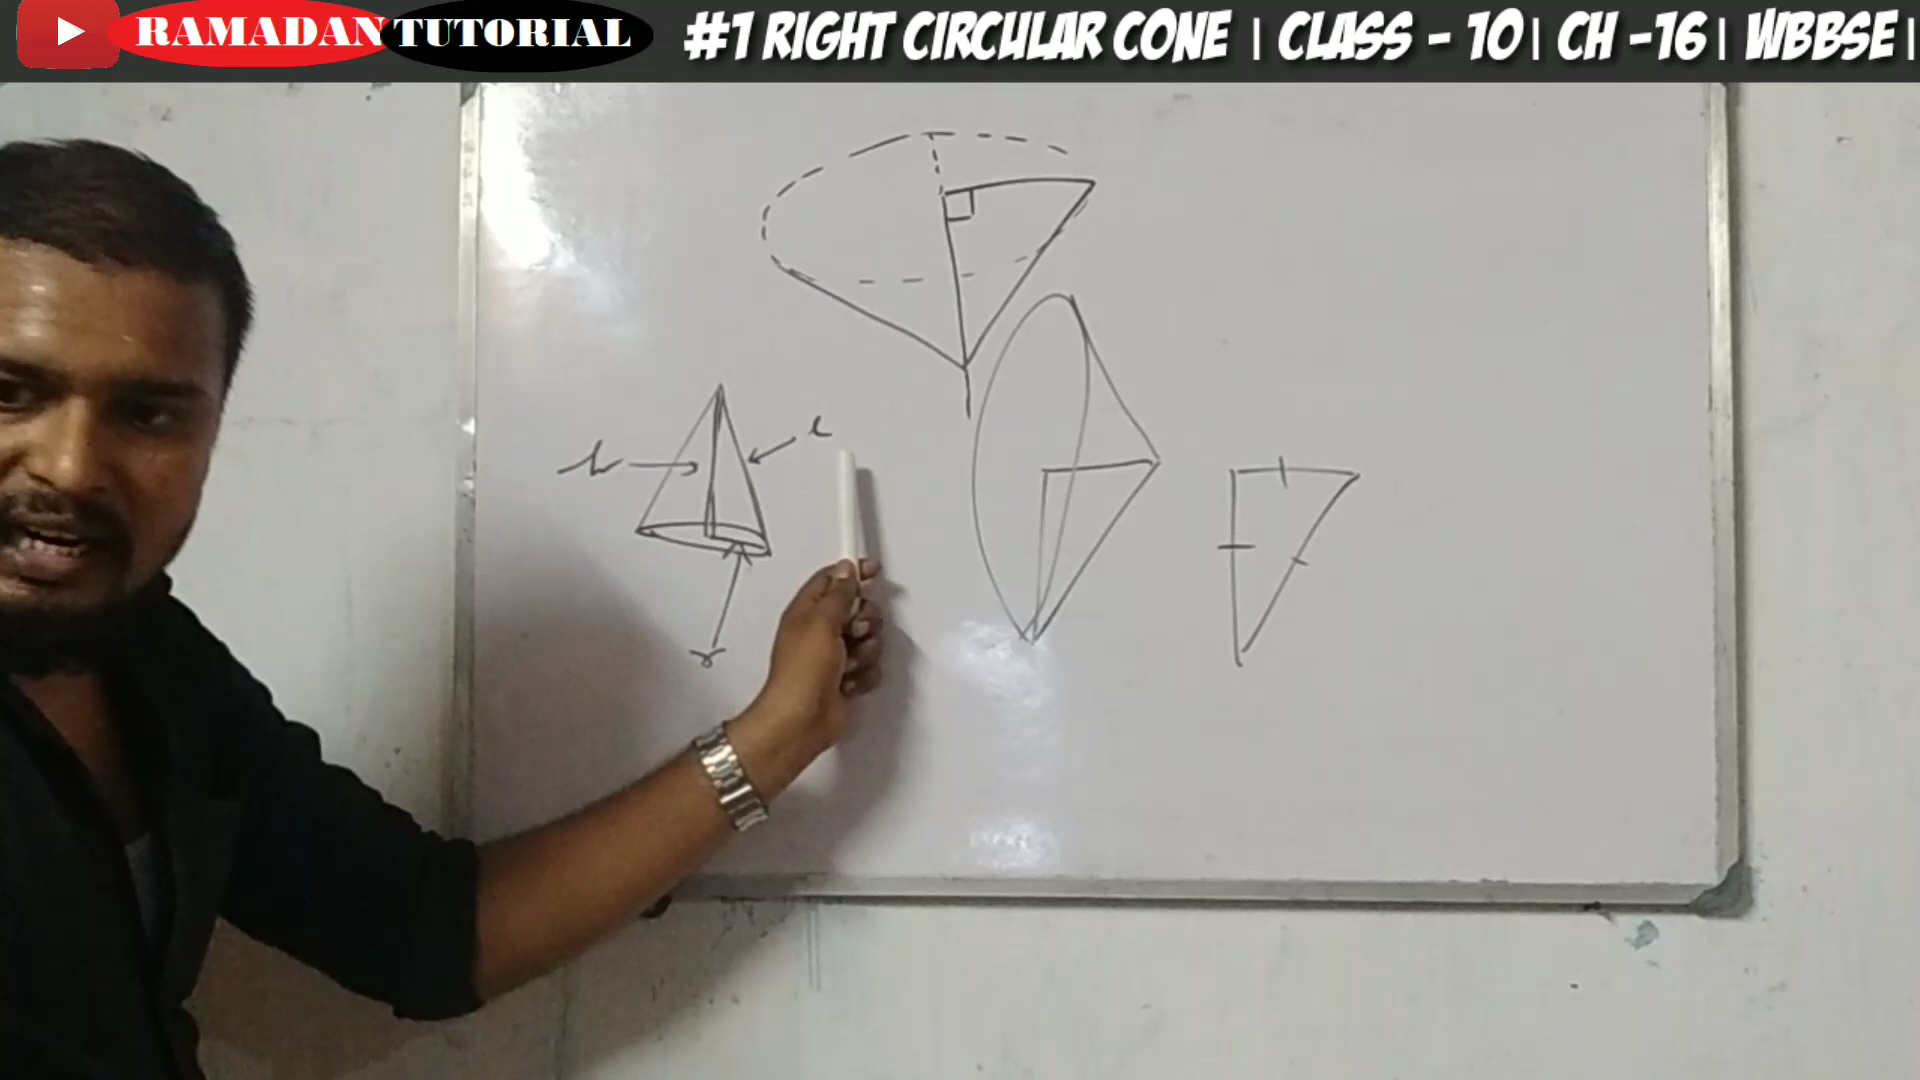 RAMADAN TUTORIAL #1 RIGHT CIRCULAR CONE | CLASS - 10 | CH -16 | WBBSE |
h
l
r